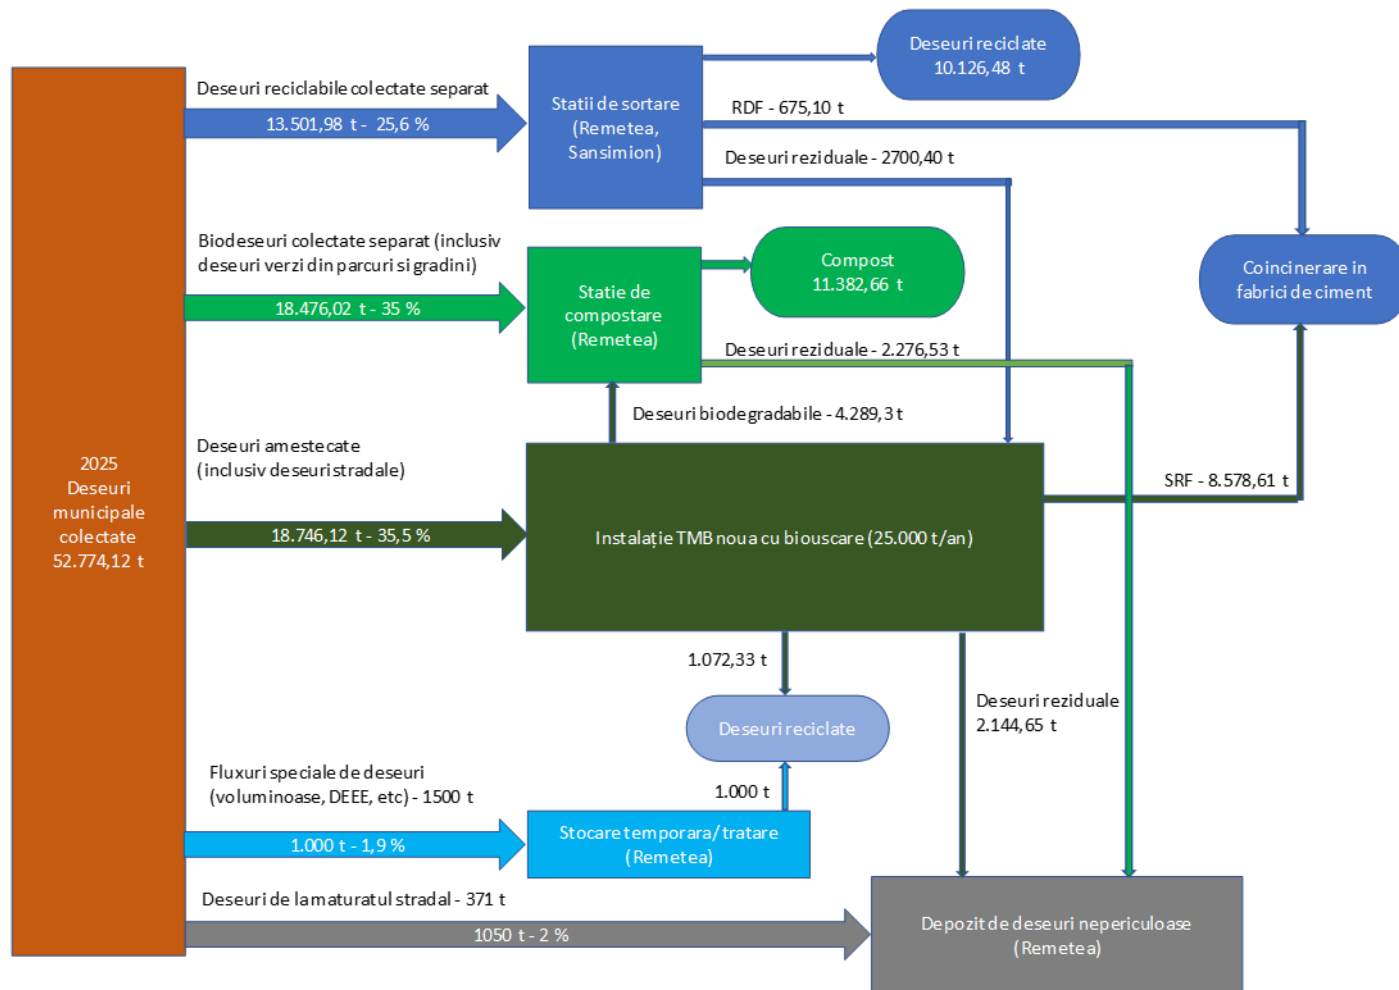 2025
Deseuri
municipale
colectate
52.774,12 t
Deseuri reciclabile colectate separat
13.501,98 t - 25,6 %
Statii de sortare
(Remetea,
Sansimion)
Deseuri reciclate
10.126,48 t
RDF - 675,10 t
Deseuri reziduale - 2700,40 t
Biodeseuri colectate separat (inclusiv
deseuri verzi din parcuri si gradini)
18.476,02 t - 35 %
Statie de
compostare
(Remetea)
Compost
11.382,66 t
Coincinerare in
fabrici de ciment
Deseuri reziduale - 2.276,53 t
Deseuri biodegradabile - 4.289,3 t
Deseuri amestecate
(inclusiv deseuri stradale)
18.746,12 t - 35,5 %
Instalație TMB noua cu biouscare (25.000 t/an)
SRF - 8.578,61 t
1.072,33 t
Deseuri reciclate
Deseuri reziduale
2.144,65 t
Fluxuri speciale de deseuri
(voluminoase, DEEE, etc) - 1500 t
1.000 t - 1,9 %
1.000 t
Stocare temporara/ tratare
(Remetea)
Deseuri de la maturatul stradal - 371 t
1050 t - 2 %
Depozit de deseuri nepericuloase
(Remetea)